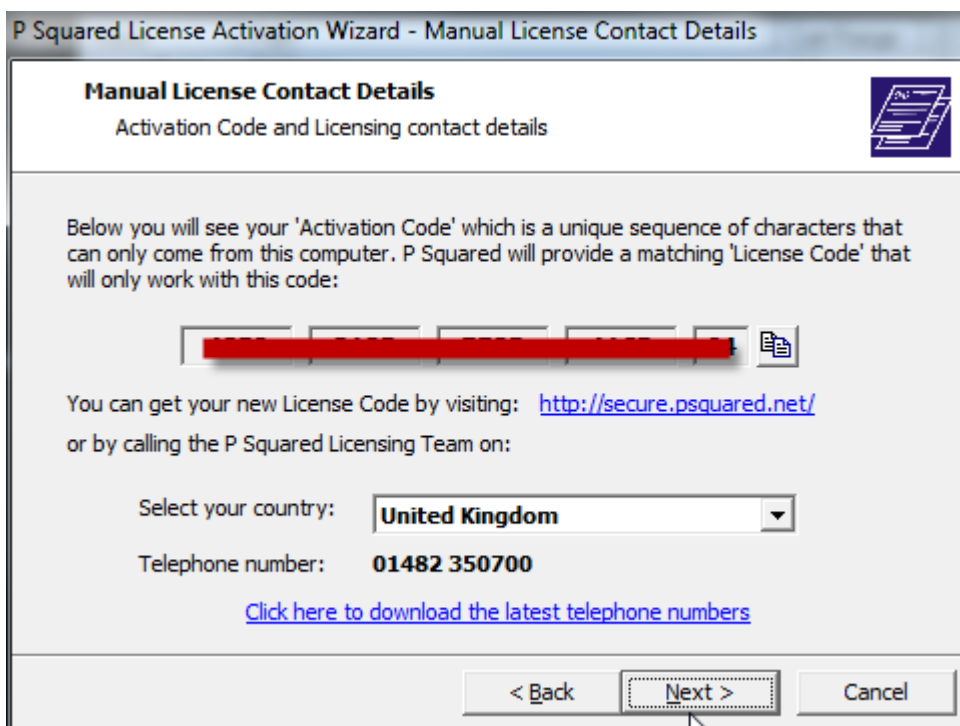 P Squared License Activation Wizard - Manual License Contact Details
Manual License Contact Details
Activation Code and Licensing contact details
Below you will see your 'Activation Code' which is a unique sequence of characters that
can only come from this computer. P Squared will provide a matching 'License Code' that
will only work with this code:
You can get your new License Code by visiting: http://secure.psquared.net/
or by calling the P Squared Licensing Team on:
Select your country: United Kingdom
Telephone number: 01482 350700
Click here to download the latest telephone numbers
< Back Next > Cancel